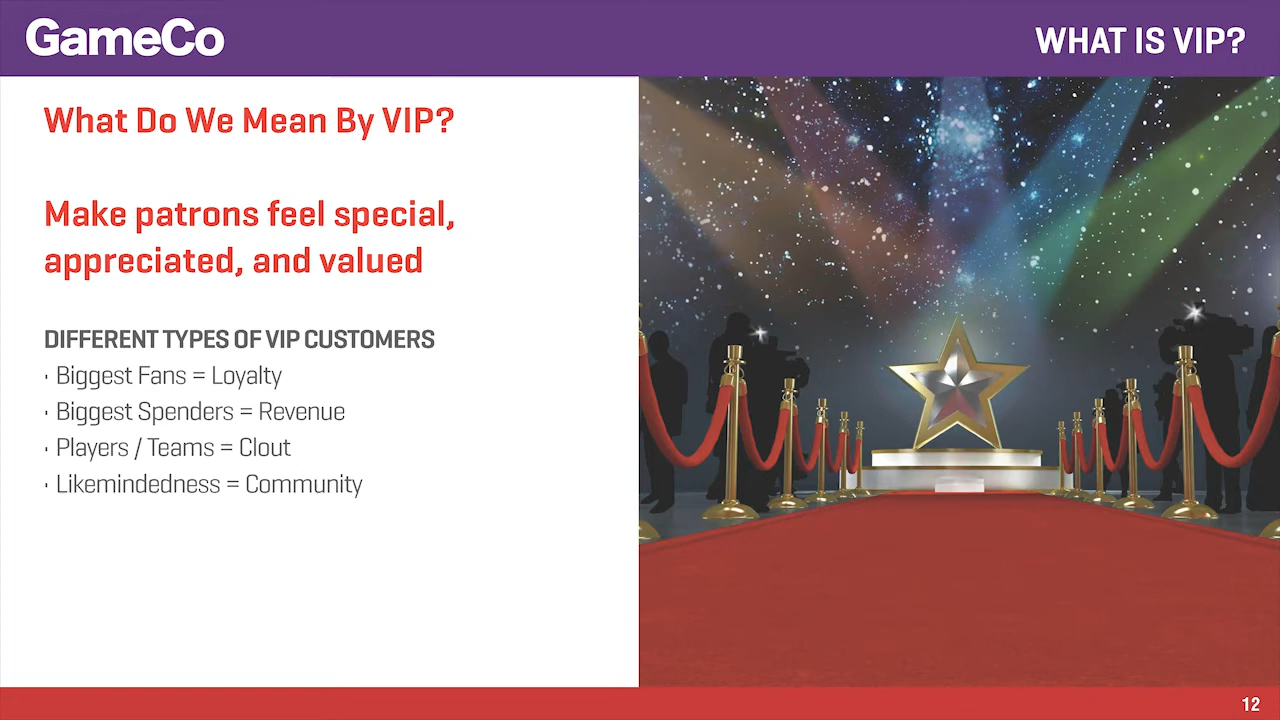 GameCo
WHAT IS VIP?
What Do We Mean By VIP?
Make patrons feel special,
appreciated, and valued
DIFFERENT TYPES OF VIP CUSTOMERS
· Biggest Fans = Loyalty
· Biggest Spenders = Revenue
· Players / Teams = Clout
· Likemindedness = Community
12